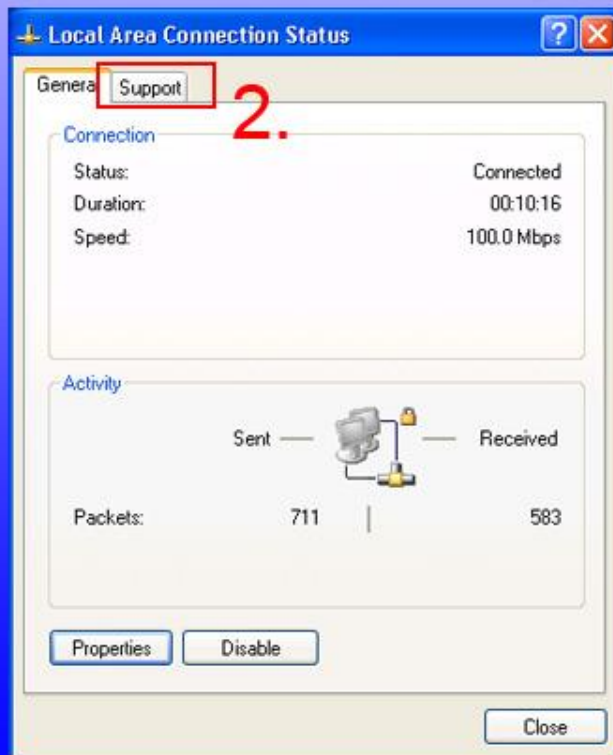 Local Area Connection Status
General Support
2.
Connection
Status: Connected
Duration: 00:10:16
Speed: 100.0 Mbps
Activity
Sent — Received
Packets: 711 | 583
Properties Disable
Close